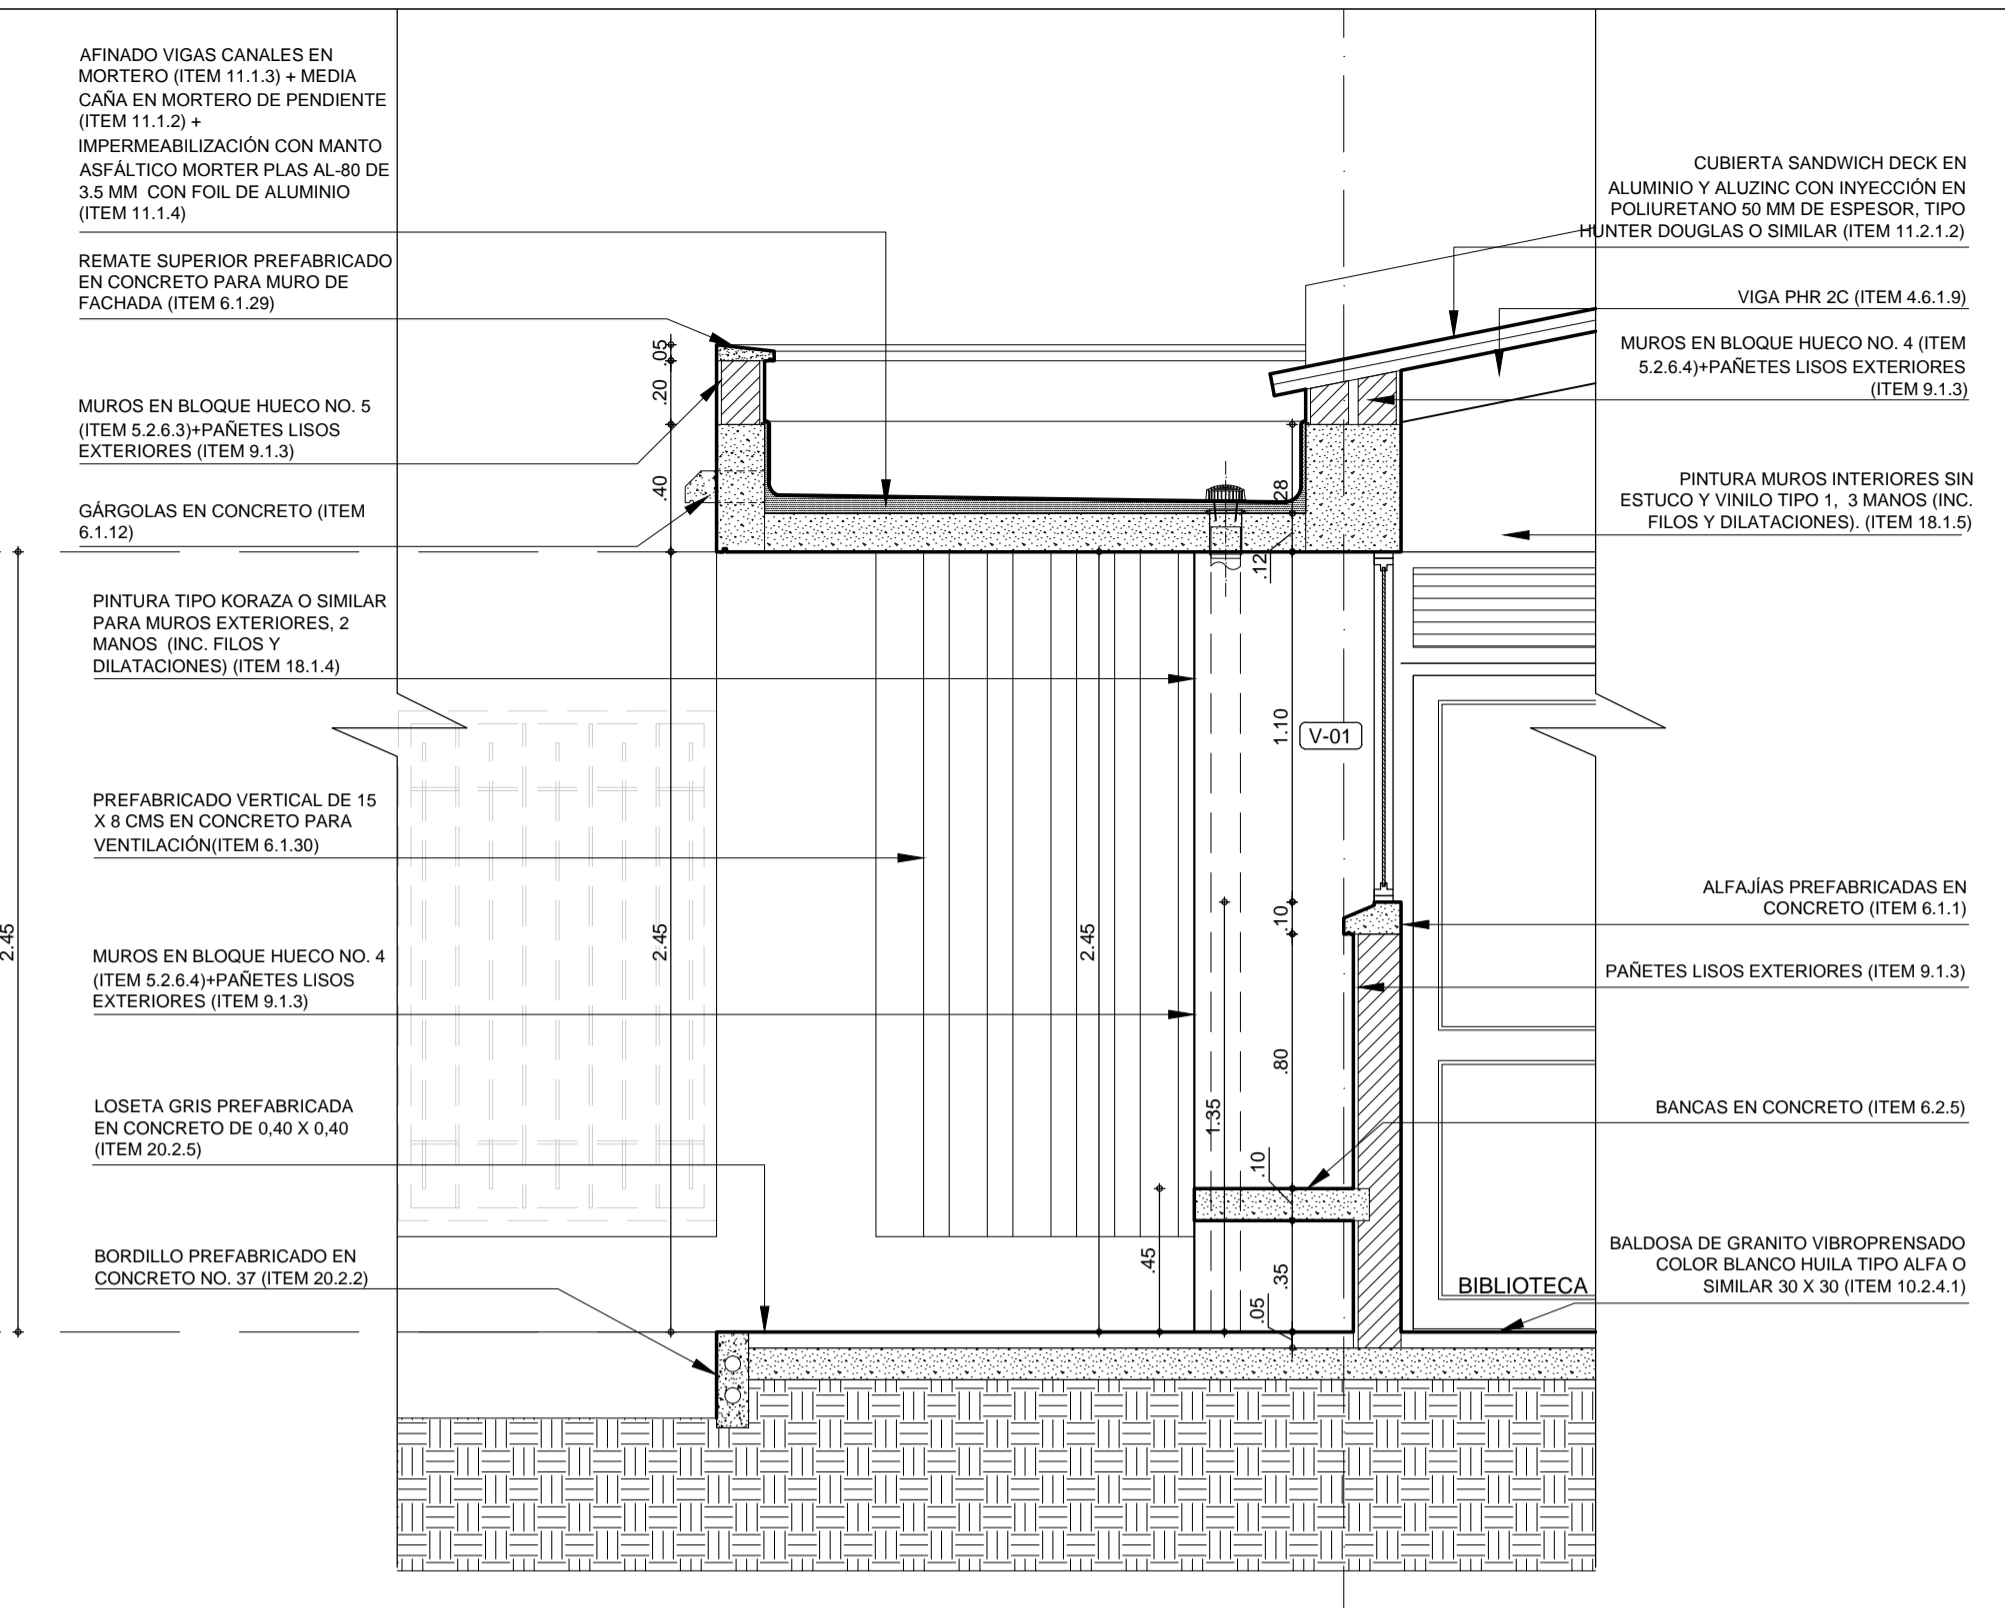 AFINADO VIGAS CANALES EN
MORTERO (ITEM 11.1.3) + MEDIA
CAÑA EN MORTERO DE PENDIENTE
(ITEM 11.1.2) +
IMPERMEABILIZACIÓN CON MANTO
ASFÁLTICO MORTER PLAS AL-80 DE
3.5 MM CON FOIL DE ALUMINIO
(ITEM 11.1.4)
REMATE SUPERIOR PREFABRICADO
EN CONCRETO PARA MURO DE
FACHADA (ITEM 6.1.29)
MUROS EN BLOQUE HUECO NO. 5
(ITEM 5.2.6.3)+PAÑETES LISOS
EXTERIORES (ITEM 9.1.3)
GÁRGOLAS EN CONCRETO (ITEM
6.1.12)
PINTURA TIPO KORAZA O SIMILAR
PARA MUROS EXTERIORES, 2
MANOS (INC. FILOS Y
DILATACIONES) (ITEM 18.1.4)
PREFABRICADO VERTICAL DE 15
X 8 CMS EN CONCRETO PARA
VENTILACIÓN(ITEM 6.1.30)
MUROS EN BLOQUE HUECO NO. 4
(ITEM 5.2.6.4)+PAÑETES LISOS
EXTERIORES (ITEM 9.1.3)
LOSETA GRIS PREFABRICADA
EN CONCRETO DE 0,40 X 0,40
(ITEM 20.2.5)
BORDILLO PREFABRICADO EN
CONCRETO NO. 37 (ITEM 20.2.2)
2.45
.05
.20
.40
2.45
2.45
.28
.12
1.10
V-01
.10
.80
1.35
.10
.45
.35
.05
BIBLIOTECA
CUBIERTA SANDWICH DECK EN
ALUMINIO Y ALUZINC CON INYECCIÓN EN
POLIURETANO 50 MM DE ESPESOR, TIPO
HUNTER DOUGLAS O SIMILAR (ITEM 11.2.1.2)
VIGA PHR 2C (ITEM 4.6.1.9)
MUROS EN BLOQUE HUECO NO. 4 (ITEM
5.2.6.4)+PAÑETES LISOS EXTERIORES
(ITEM 9.1.3)
PINTURA MUROS INTERIORES SIN
ESTUCO Y VINILO TIPO 1, 3 MANOS (INC.
FILOS Y DILATACIONES). (ITEM 18.1.5)
ALFAJÍAS PREFABRICADAS EN
CONCRETO (ITEM 6.1.1)
PAÑETES LISOS EXTERIORES (ITEM 9.1.3)
BANCAS EN CONCRETO (ITEM 6.2.5)
BALDOSA DE GRANITO VIBROPRENSADO
COLOR BLANCO HUILA TIPO ALFA O
SIMILAR 30 X 30 (ITEM 10.2.4.1)